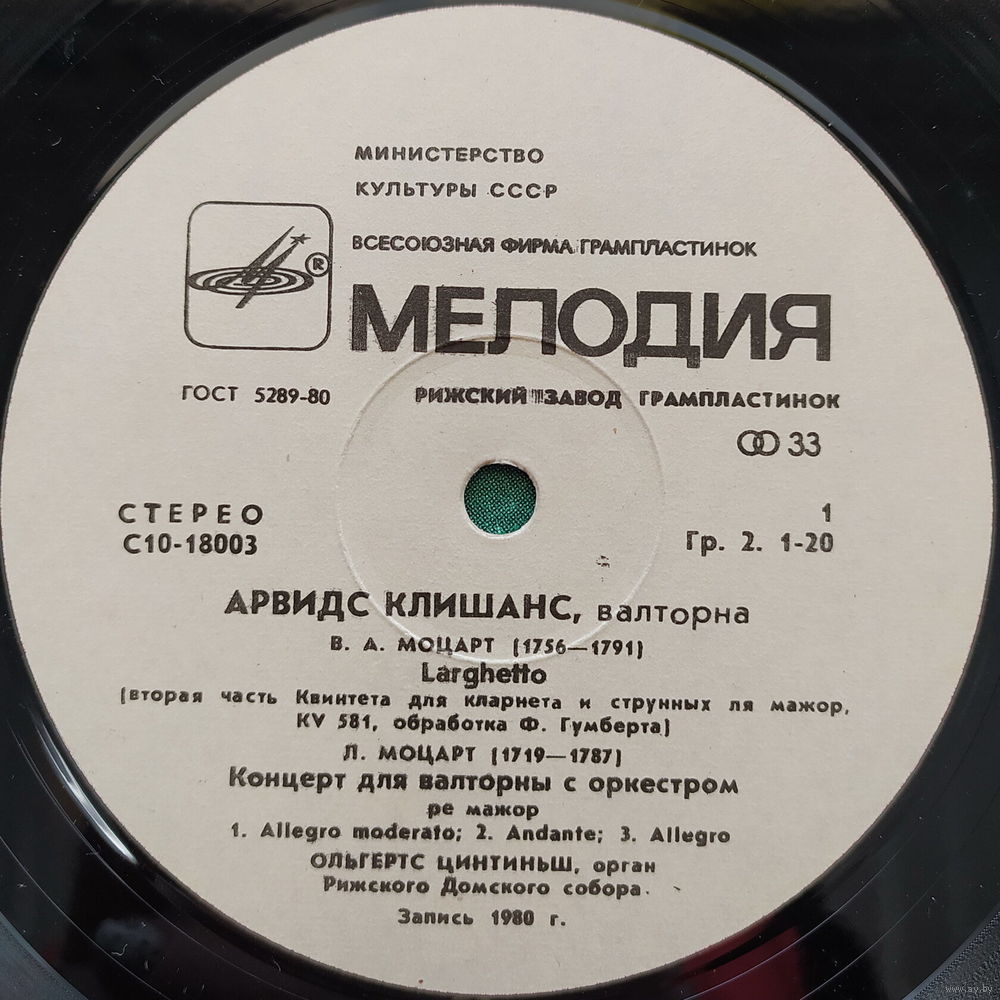 МИНИСТЕРСТВО
КУЛЬТУРЫ СССР
ВСЕСОЮЗНАЯ ФИРМА ГРАМПЛАСТИНОК
®
МЕЛОДИЯ
ГОСТ 5289-80
РИЖСКИЙ ЗАВОД ГРАМПЛАСТИНОК
33
СТЕРЕО
1
С10-18003
Гр. 2. 1-20
АРВИДС КЛИШАНС, валторна
В. А. МОЦАРТ (1756—1791)
Larghetto
(вторая часть Квинтета для кларнета и струнных ля мажор,
KV 581, обработка Ф. Гумберта)
Л. МОЦАРТ (1719—1787)
Концерт для валторны с оркестром
ре мажор
1. Allegro moderato; 2. Andante; 3. Allegro
ОЛЬГЕРТС ЦИНТИНЬШ, орган
Рижского Домского собора.
Запись 1980 г.
www.ay.by